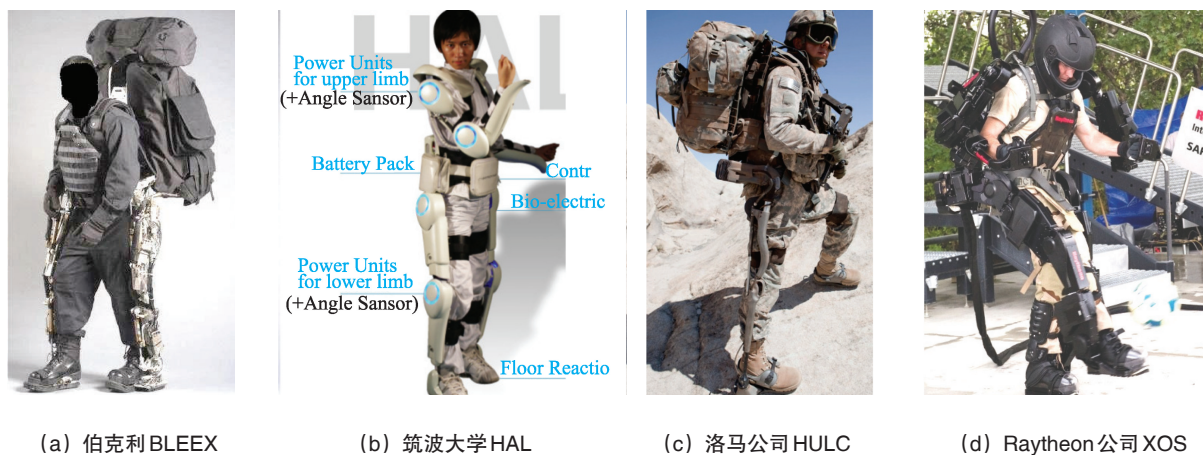 HAL
Power Units
for upper limb
(+Angle Sansor)
Battery Pack
Contr
Bio-electric
Power Units
for lower limb
(+Angle Sansor)
Floor Reactio
R
Int
SAF
(a) 伯克利BLEEX
(b) 筑波大学HAL
(c) 洛马公司HULC
(d) Raytheon公司XOS